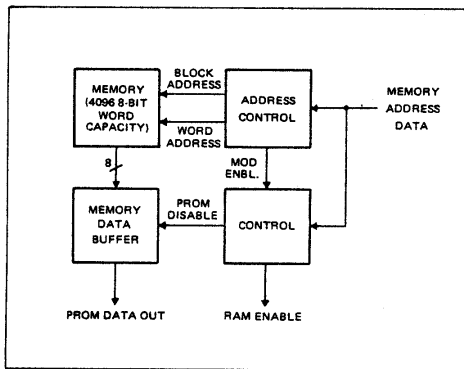 BLOCK
ADDRESS
MEMORY
(4096 8-BIT
WORD
CAPACITY)
ADDRESS
CONTROL
MEMORY
ADDRESS
DATA
WORD
ADDRESS
8
MOD
ENBL.
MEMORY
DATA
BUFFER
PROM
DISABLE
CONTROL
PROM DATA OUT
RAM ENABLE